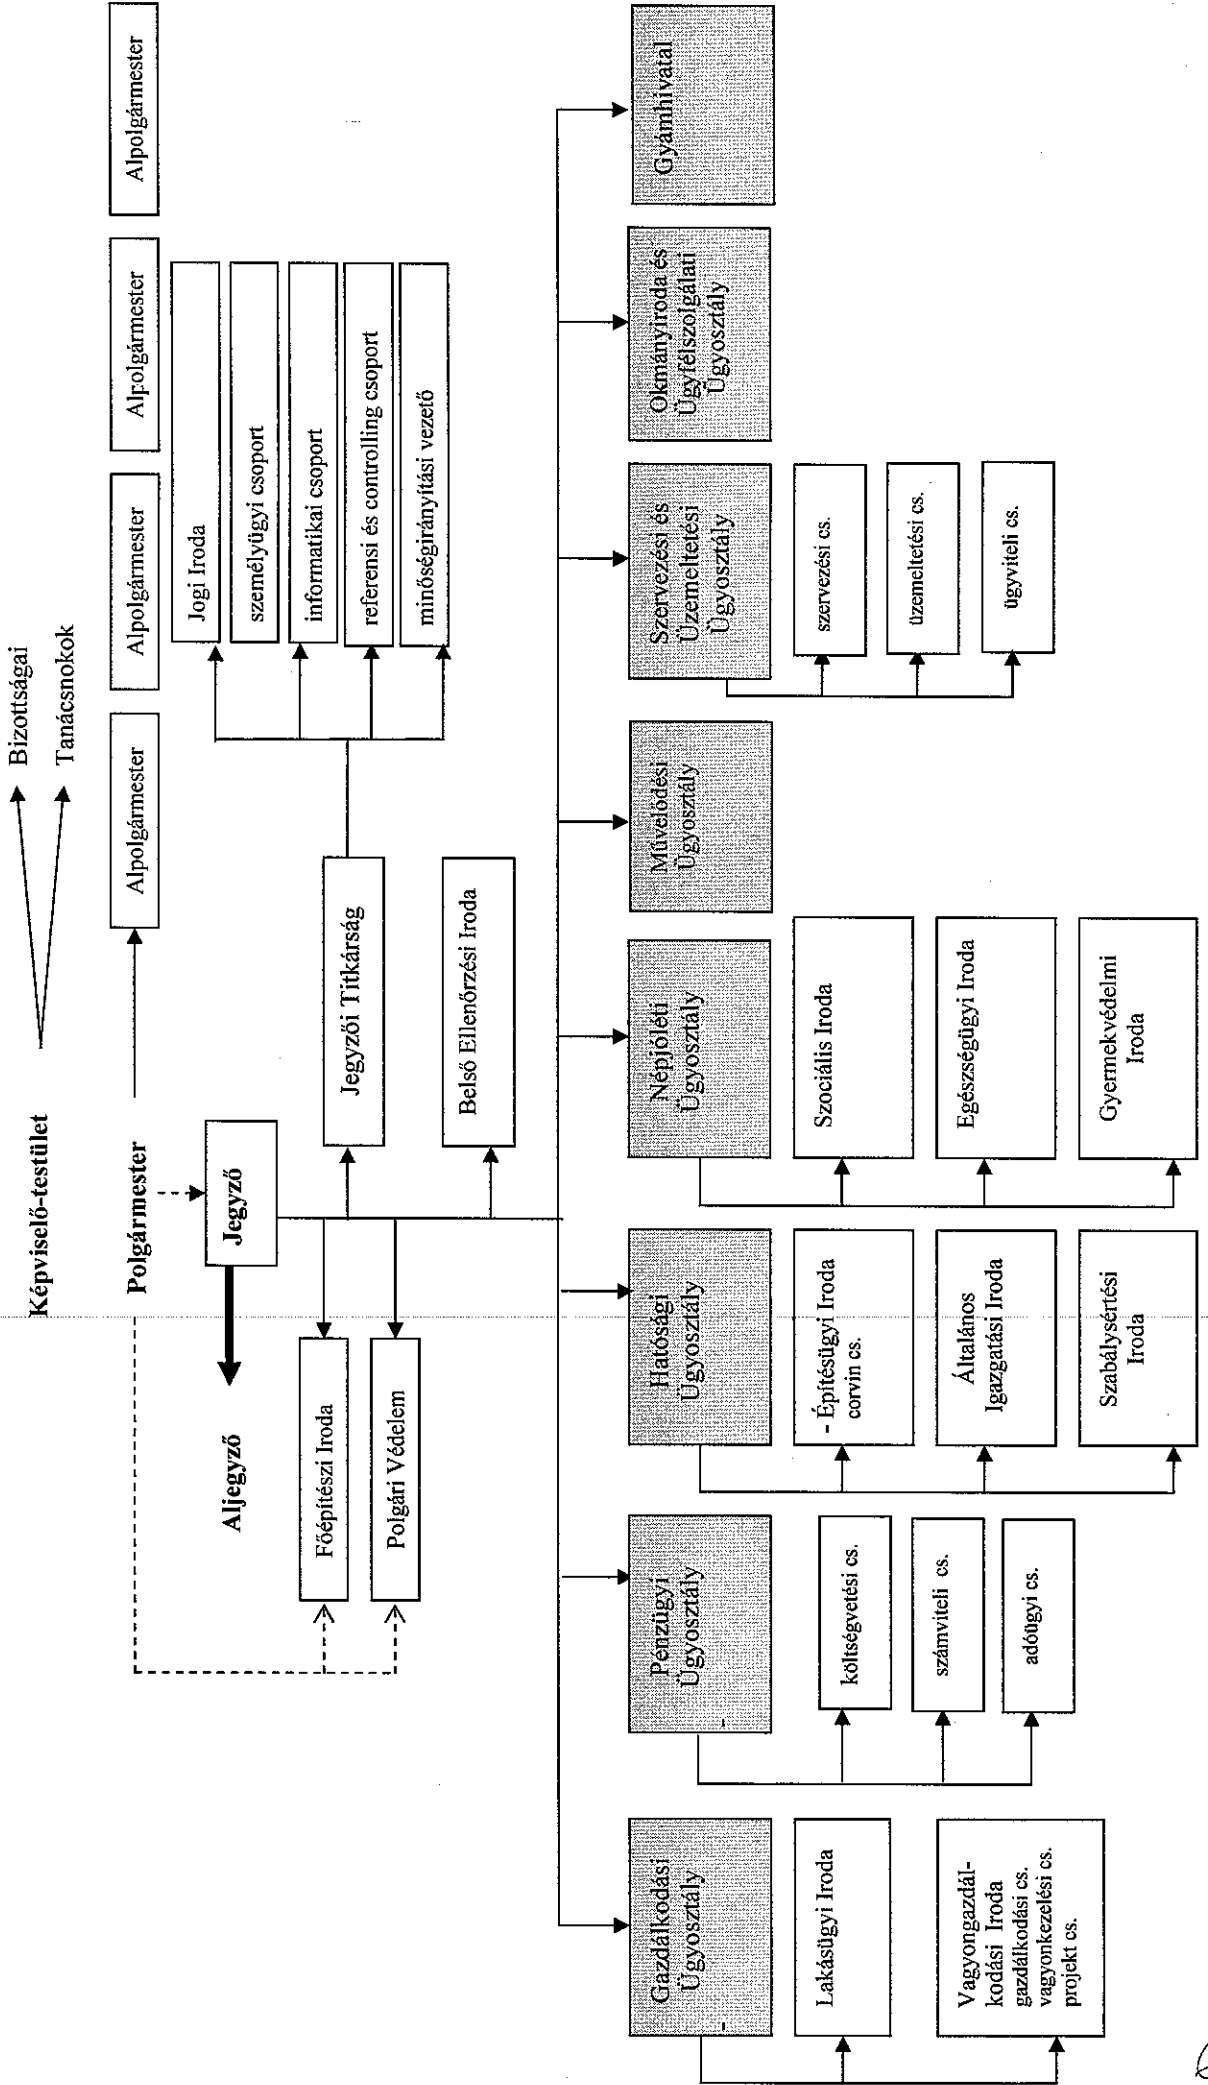 Képviselő-testület
Bizottságai
Tanácsnokok
Polgármester
Alpolgármester
Alpolgármester
Alpolgármester
Alpolgármester
Jegyző
Aljegyző
Jogi Iroda
személyügyi csoport
informatikai csoport
referensi és controlling csoport
minőségirányítási vezető
Főépítészi Iroda
Jegyzői Titkárság
Polgári Védelem
Belső Ellenőrzési Iroda
Gazdálkodási
Ügyosztály
-
Lakásügyi Iroda
Vagyongazdál-
kodási Iroda
gazdálkodási cs.
vagyonkezelési cs.
projekt cs.
Pénzügyi
Ügyosztály
-
költségvetési cs.
számviteli cs.
adóügyi cs.
Hatósági
Ügyosztály
- Építésügyi Iroda
corvin cs.
Általános
Igazgatási Iroda
Szabálysértési
Iroda
Népjóléti
Ügyosztály
Szociális Iroda
Egészségügyi Iroda
Gyermekvédelmi
Iroda
Művelődési
Ügyosztály
Szervezési és
Üzemeltetési
Ügyosztály
szervezési cs.
üzemeltetési cs.
ügyviteli cs.
Okmányiroda és
Ügyfélszolgálati
Ügyosztály
Gyámhivatal